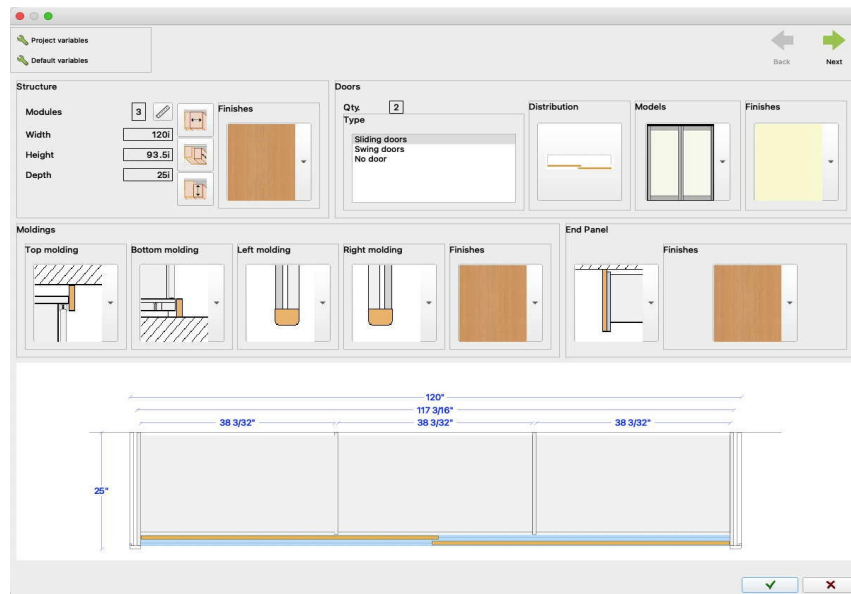 Project variables
Default variables
Back
Next
Structure
Modules
3
Width
120i
Height
93.5i
Depth
25i
Finishes
Doors
Qty.
2
Type
Sliding doors
Swing doors
No door
Distribution
Models
Finishes
Moldings
Top molding
Bottom molding
Left molding
Right molding
Finishes
End Panel
Finishes
120"
117 3/16"
38 3/32"
38 3/32"
38 3/32"
25"